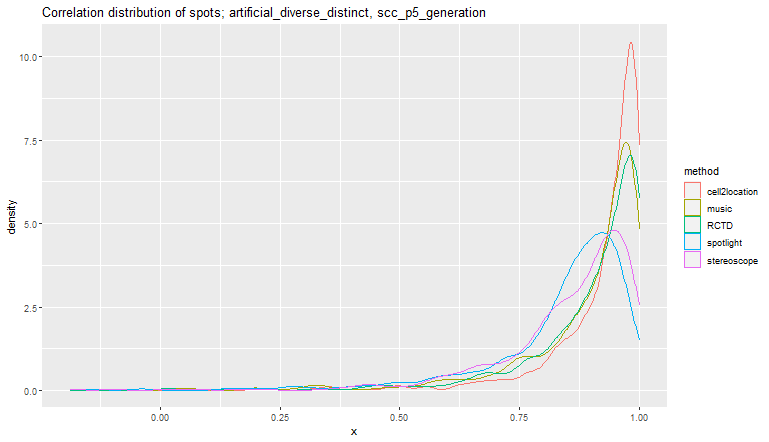 Correlation distribution of spots; artificial_diverse_distinct, scc_p5_generation
10.0
7.5
5.0
2.5
0.0
density
0.00 0.25 0.50 0.75 1.00
x
method
cell2location
music
RCTD
spotlight
stereoscope